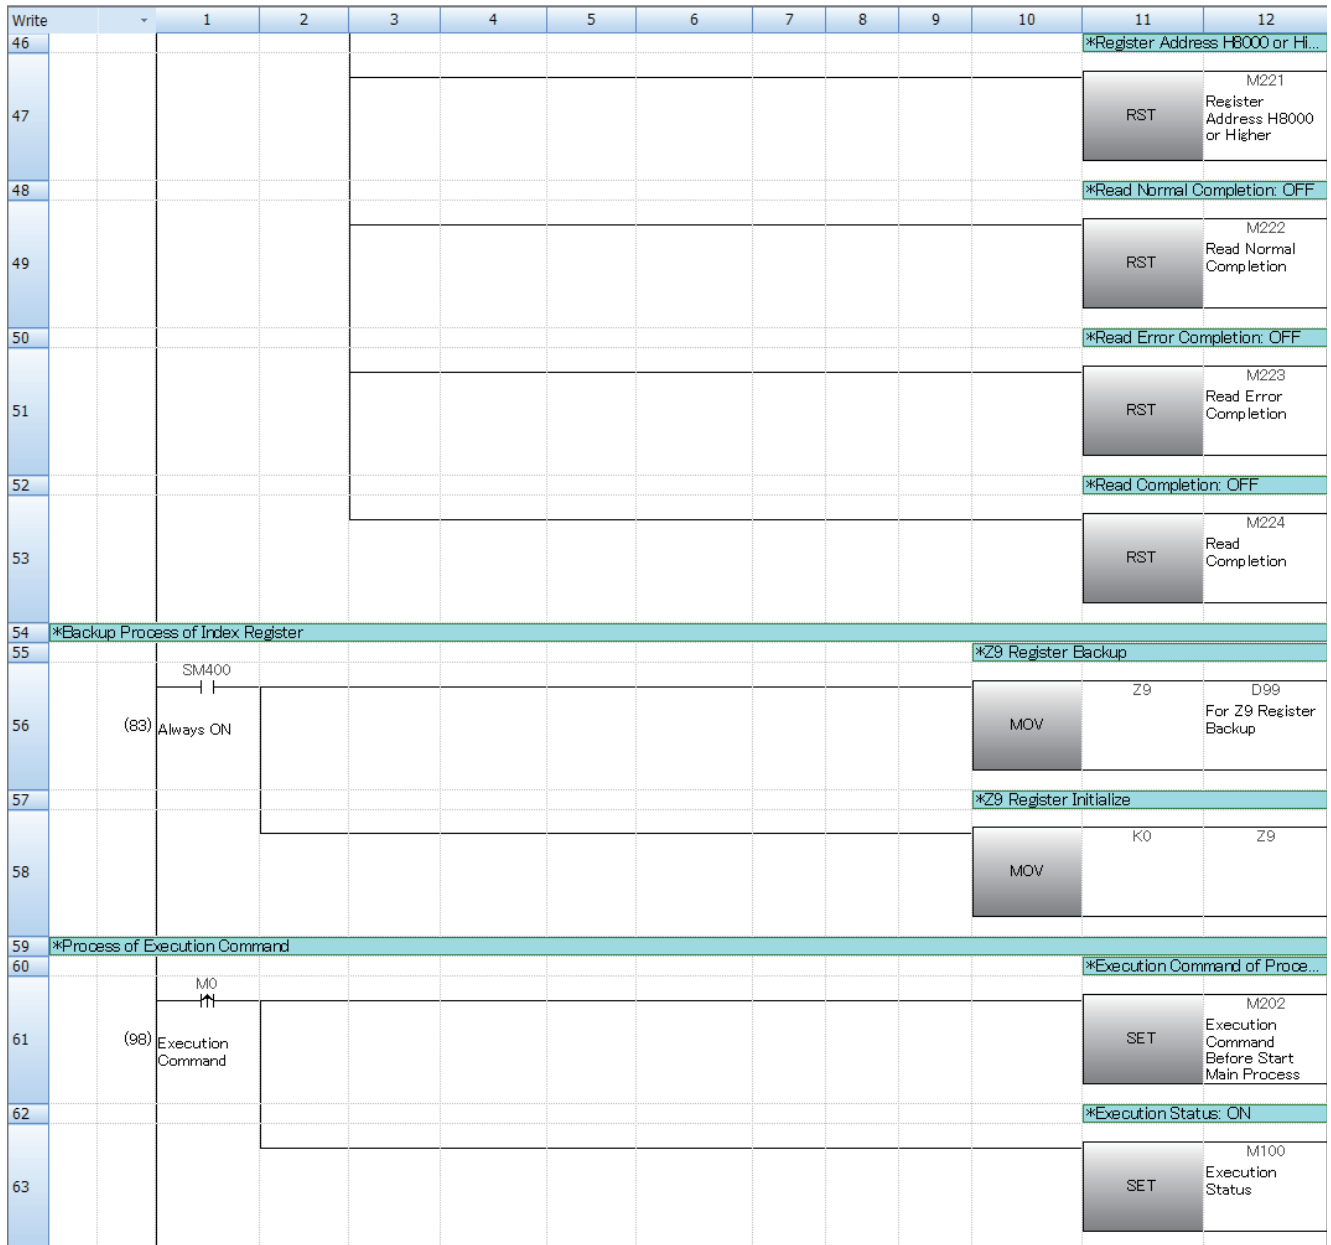 Write 1 2 3 4 5 6 7 8 9 10 11 12
46 *Register Address H8000 or Hi...
47 RST M221
Register
Address H8000
or Higher
48 *Read Normal Completion: OFF
49 RST M222
Read Normal
Completion
50 *Read Error Completion: OFF
51 RST M223
Read Error
Completion
52 *Read Completion: OFF
53 RST M224
Read
Completion
54 *Backup Process of Index Register
55 *Z9 Register Backup
56 (83) SM400
Always ON
MOV Z9 D99
For Z9 Register
Backup
57 *Z9 Register Initialize
58 MOV K0 Z9
59 *Process of Execution Command
60 *Execution Command of Proce...
61 (98) M0
Execution
Command
SET M202
Execution
Command
Before Start
Main Process
62 *Execution Status: ON
63 SET M100
Execution
Status